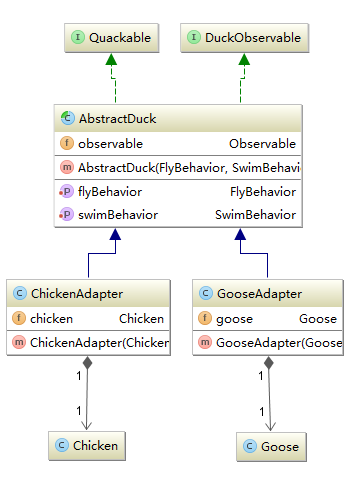 I Quackable
I DuckObservable
C AbstractDuck
f observable Observable
m AbstractDuck(FlyBehavior, SwimBehavi
P flyBehavior FlyBehavior
P swimBehavior SwimBehavior
C ChickenAdapter
f chicken Chicken
m ChickenAdapter(Chicken
C GooseAdapter
f goose Goose
m GooseAdapter(Goose
1 1
1 1
C Chicken
C Goose